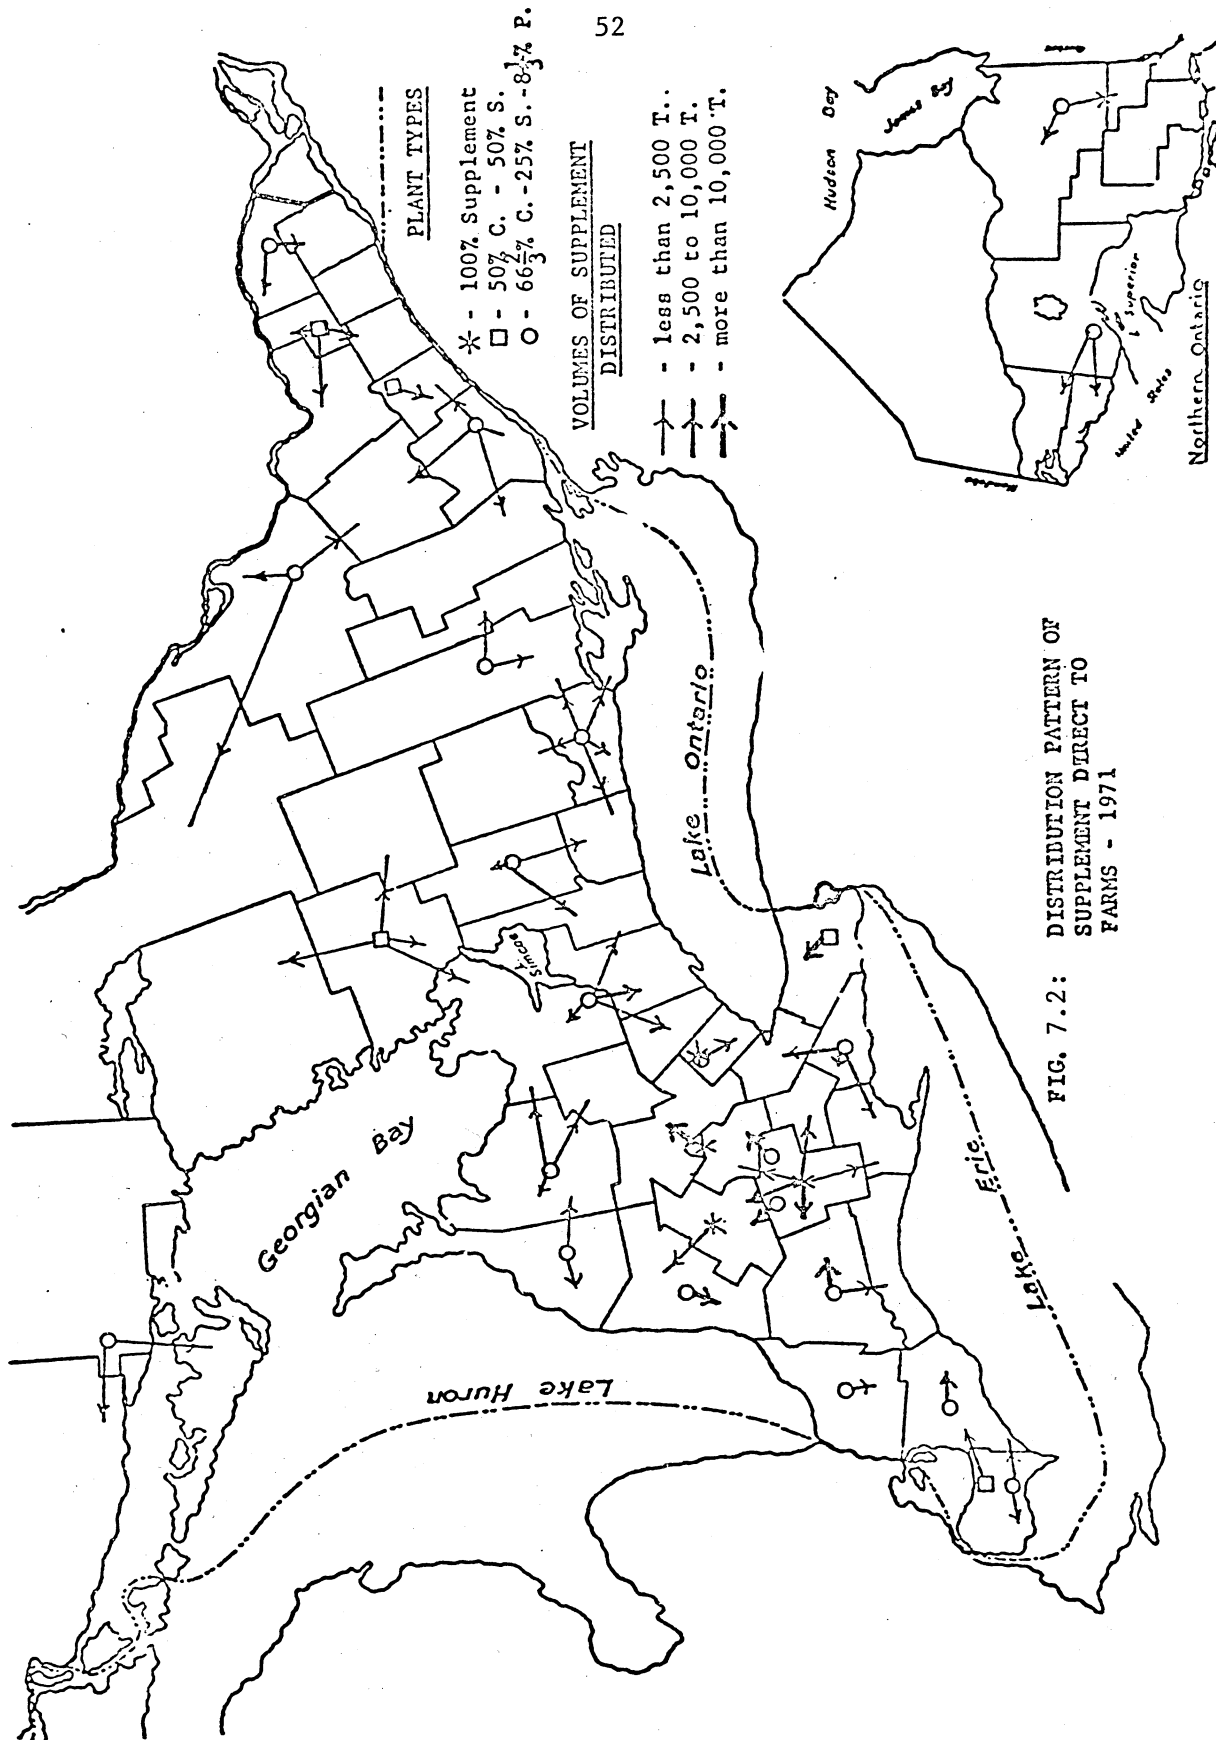 52
PLANT TYPES
✳ - 100% Supplement
□ - 50% C. - 50% S.
○ - 66⅔% C.-25% S.-8⅓% P.
VOLUMES OF SUPPLEMENT
DISTRIBUTED
- less than 2,500 T..
- 2,500 to 10,000 T.
- more than 10,000 T.
Hudson Bay
James Bay
L Superior
United States
Northern Ontario
Lake Ontario
Simcoe
Georgian Bay
Lake Huron
Lake Erie
FIG. 7.2: DISTRIBUTION PATTERN OF
SUPPLEMENT DIRECT TO
FARMS - 1971